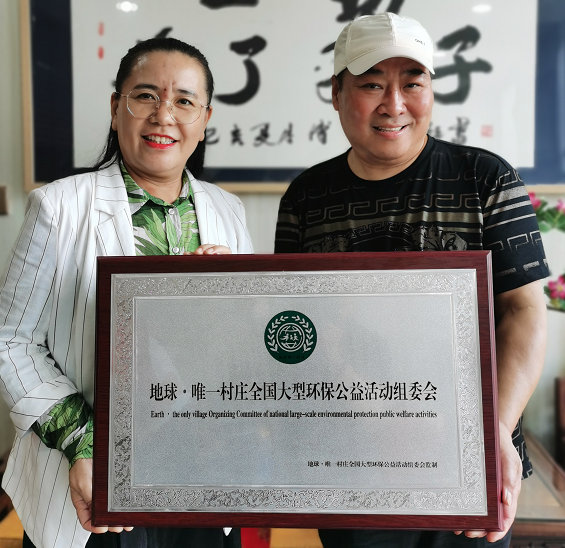 了 子
地球·唯一村庄全国大型环保公益活动组委会
Earth · the only village Organizing Committee of national large-scale environmental protection public welfare activities
地球·唯一村庄全国大型环保公益活动组委会监制